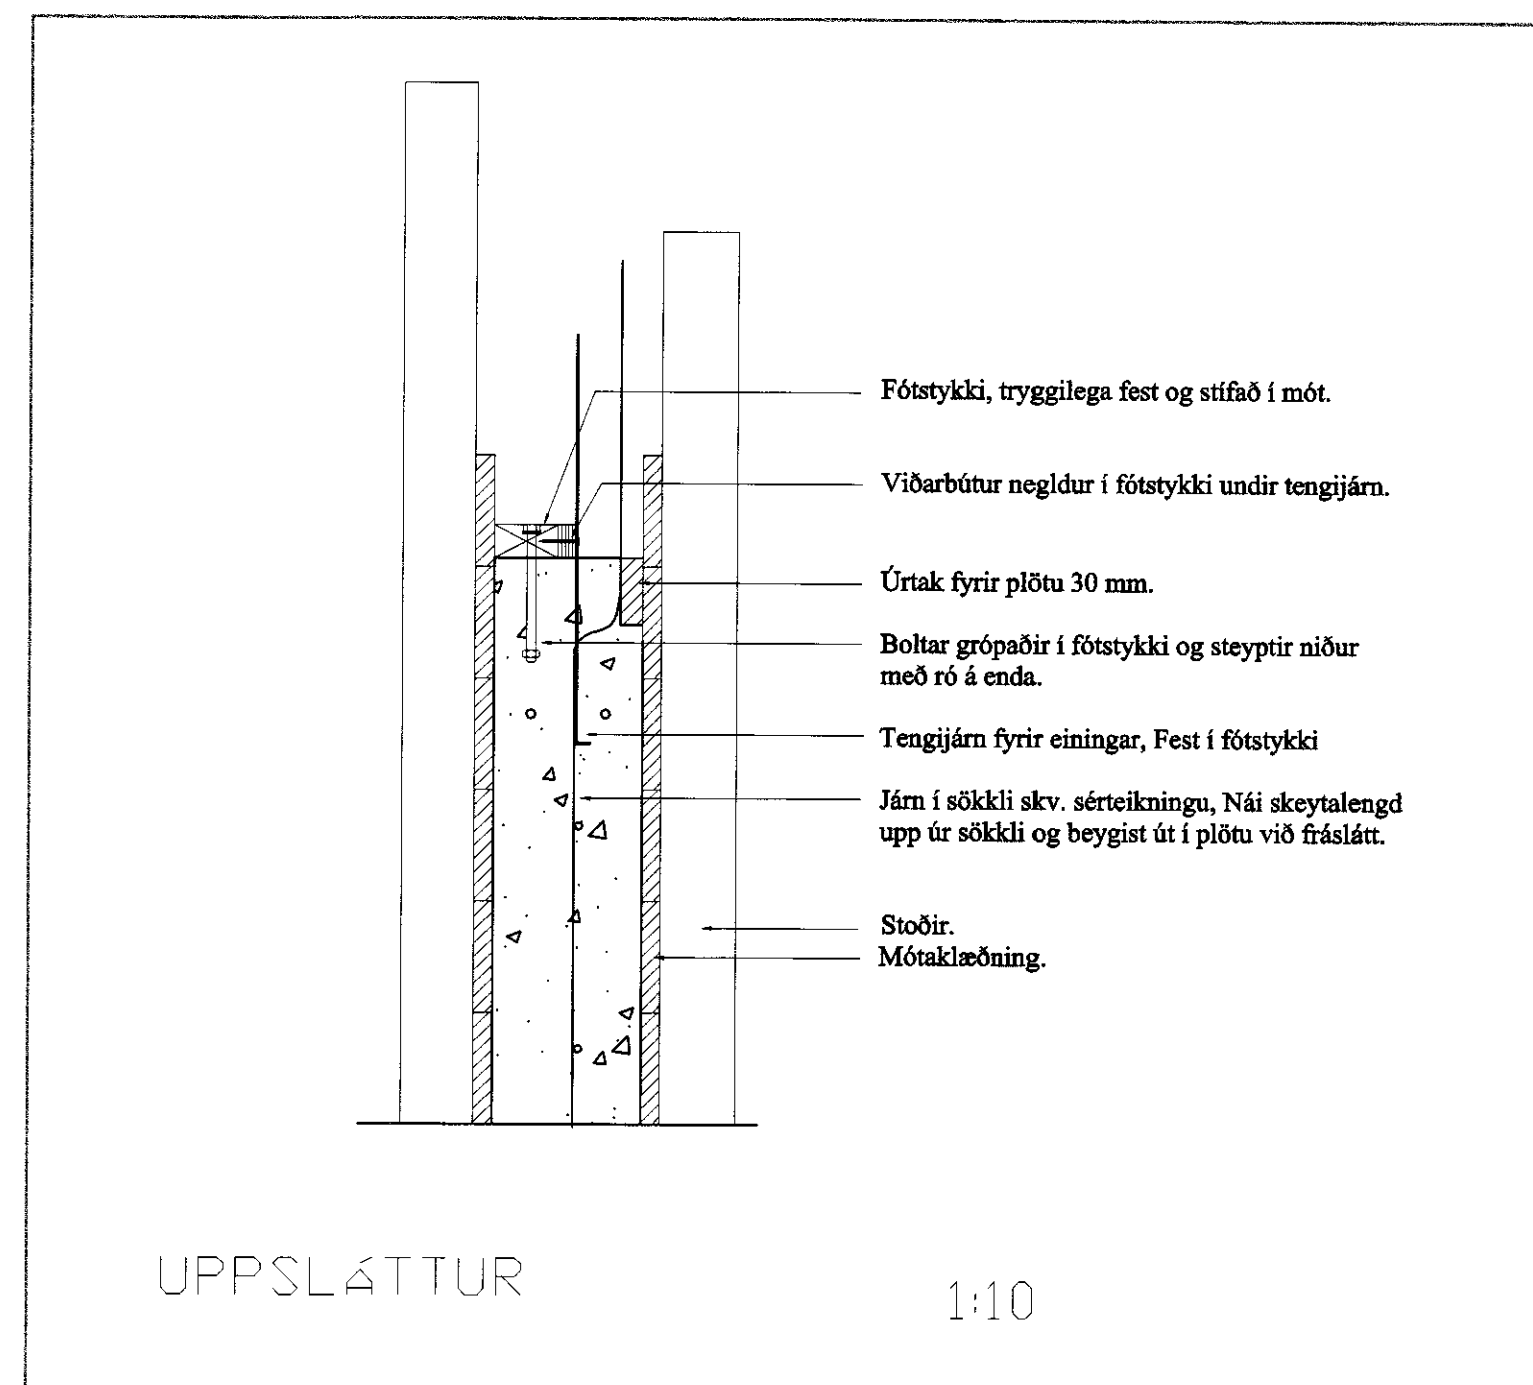 Fótstykki, tryggilega fest og stífað í mót.
Viðarbútur negldur í fótstykki undir tengijárn.
Úrtak fyrir plötu 30 mm.
Boltar grópaðir í fótstykki og steyptir niður
með ró á enda.
Tengijárn fyrir einingar, Fest í fótstykki
Járn í sökkli skv. sérteikningu, Nái skeytalengd
upp úr sökkli og beygist út í plötu við fráslátt.
Stoðir.
Mótaklæðning.
UPPSLÁTTUR
1:10